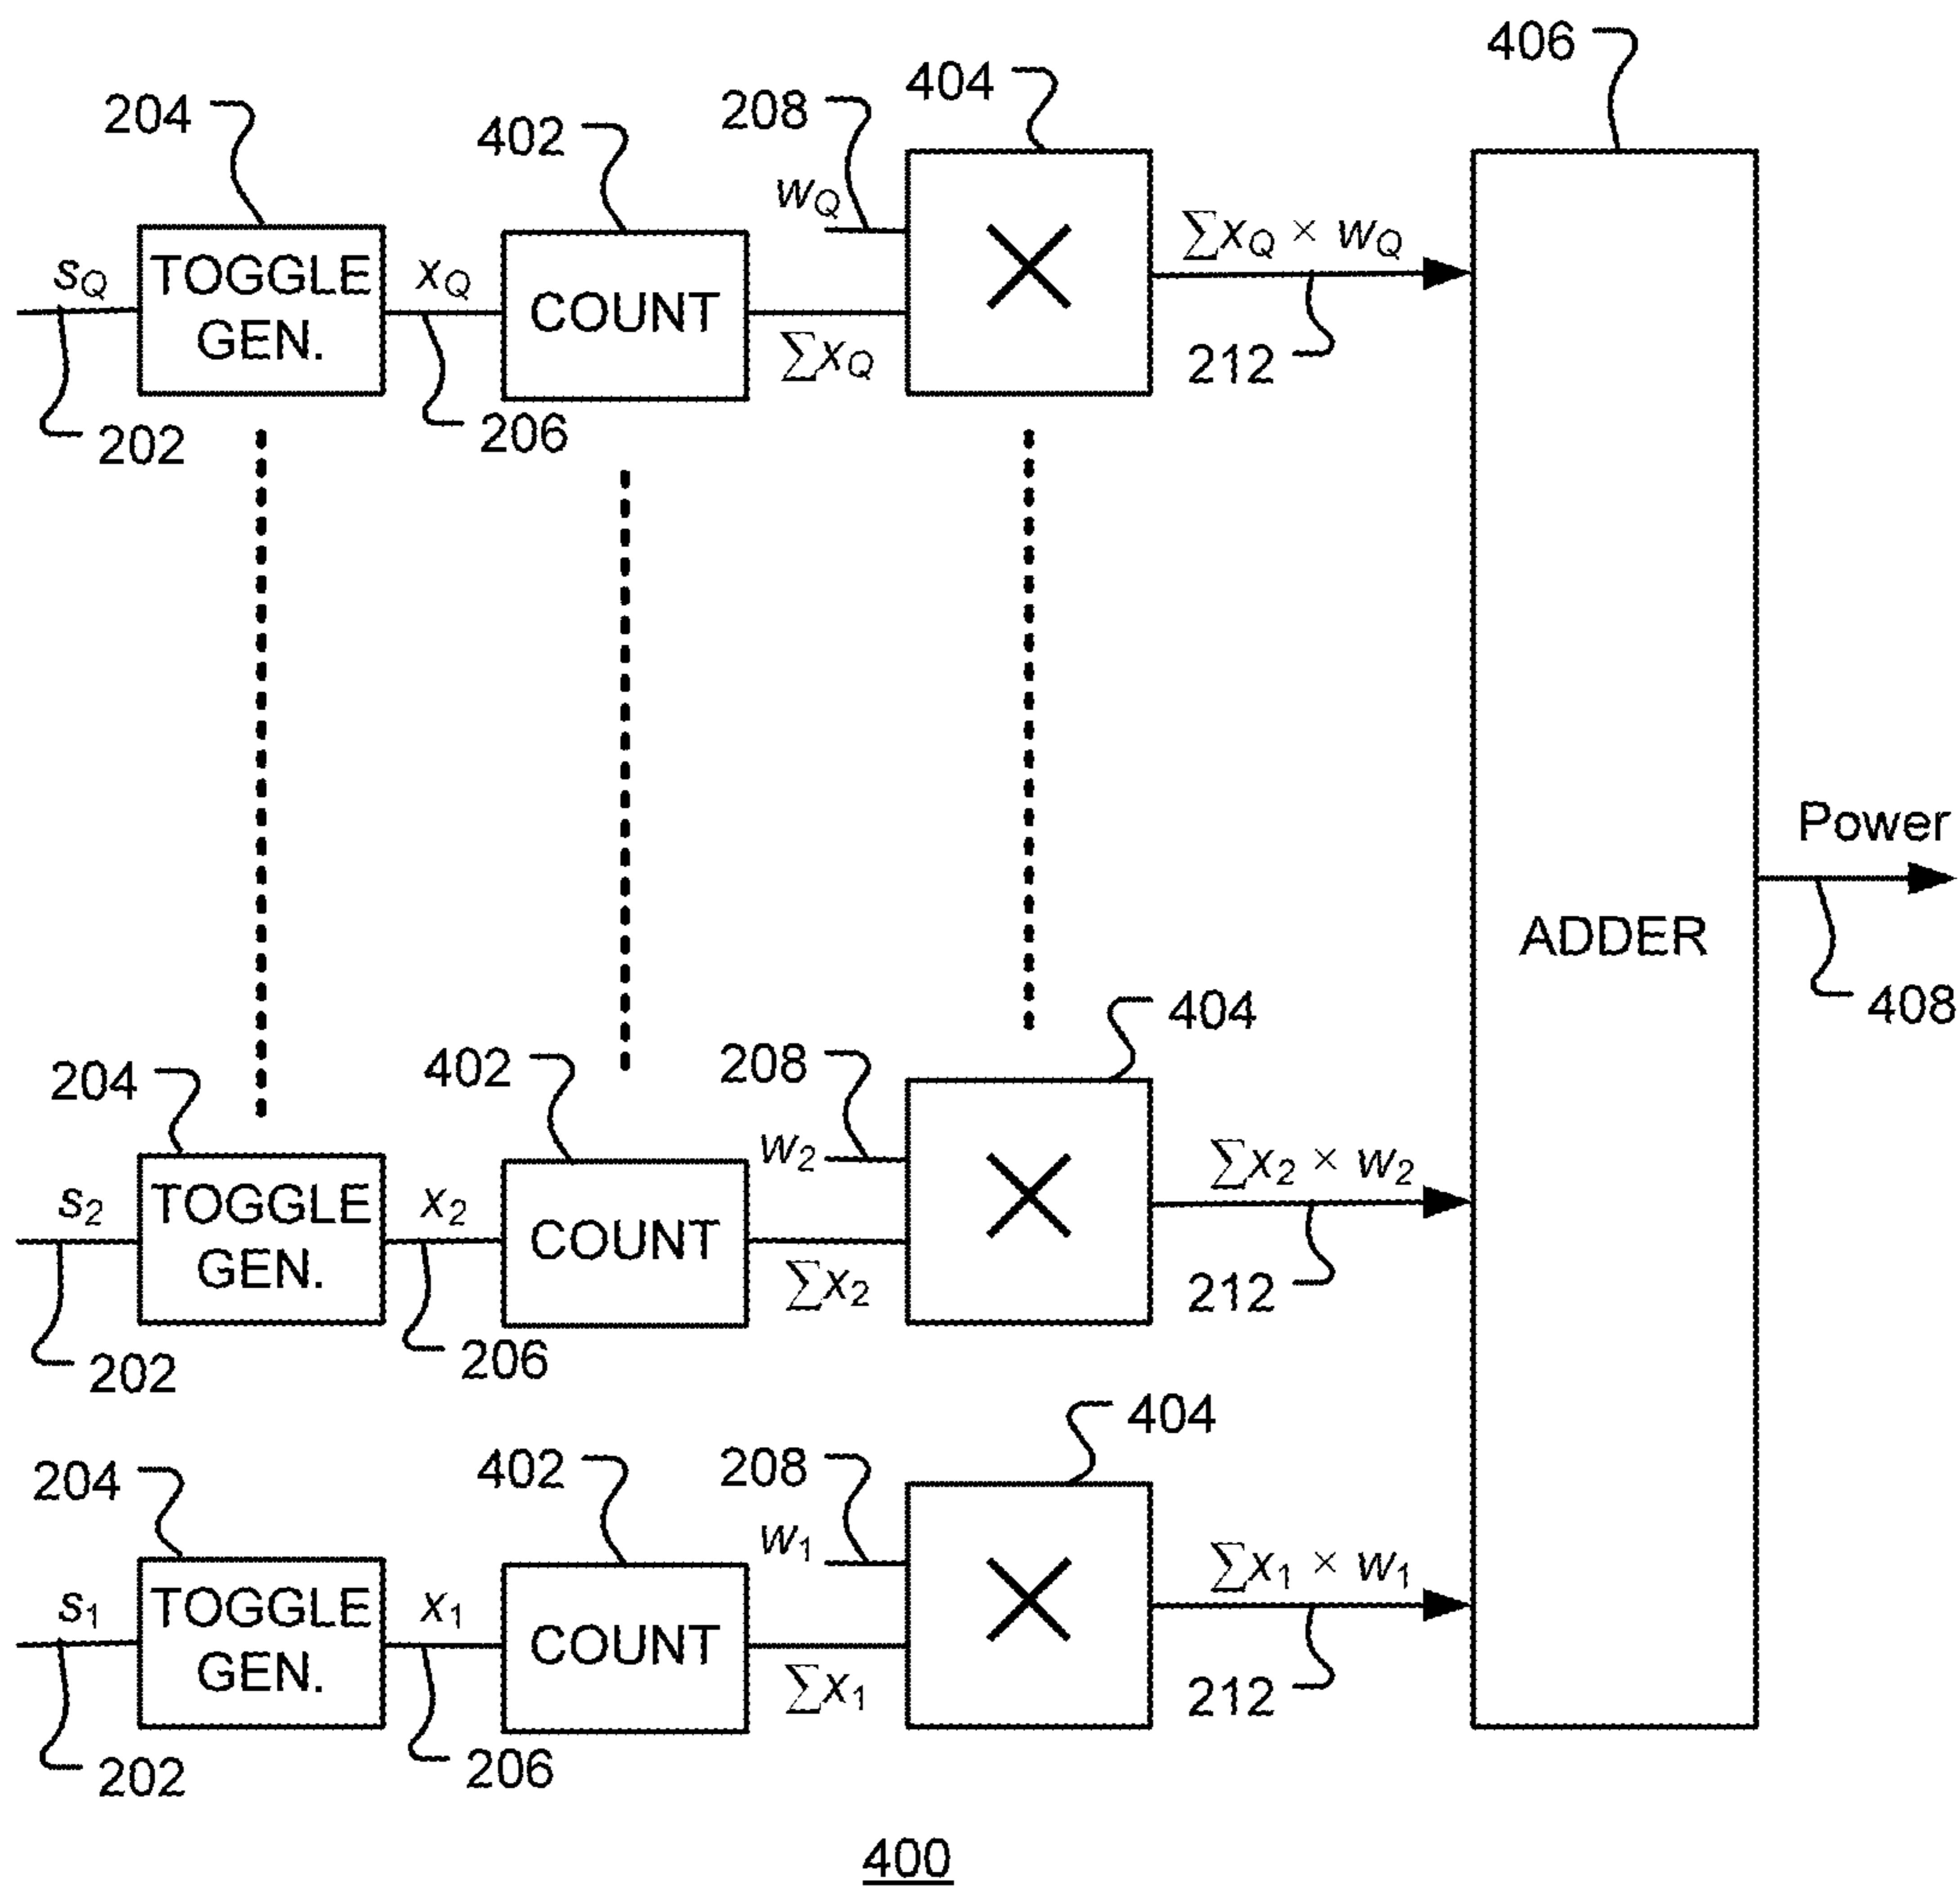 406
404
208
204
402
w_Q
∑x_Q × w_Q
s_Q
TOGGLE
GEN.
x_Q
COUNT
∑x_Q
212
202
206
Power
ADDER
408
404
208
402
204
w_2
∑x_2 × w_2
s_2
TOGGLE
GEN.
x_2
COUNT
∑x_2
212
202
206
404
208
402
204
w_1
∑x_1 × w_1
s_1
TOGGLE
GEN.
x_1
COUNT
∑x_1
212
202
206
400